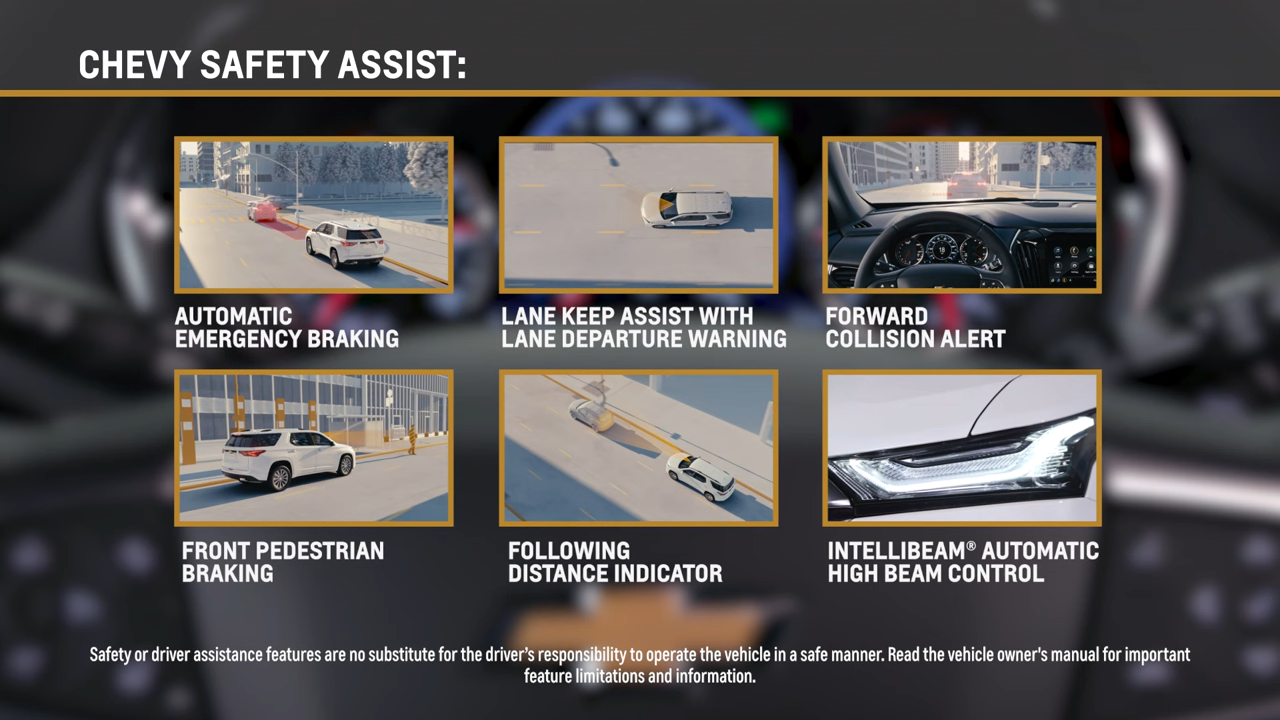 CHEVY SAFETY ASSIST:
AUTOMATIC
EMERGENCY BRAKING
LANE KEEP ASSIST WITH
LANE DEPARTURE WARNING
FORWARD
COLLISION ALERT
FRONT PEDESTRIAN
BRAKING
FOLLOWING
DISTANCE INDICATOR
INTELLIBEAM® AUTOMATIC
HIGH BEAM CONTROL
Safety or driver assistance features are no substitute for the driver's responsibility to operate the vehicle in a safe manner. Read the vehicle owner's manual for important
feature limitations and information.